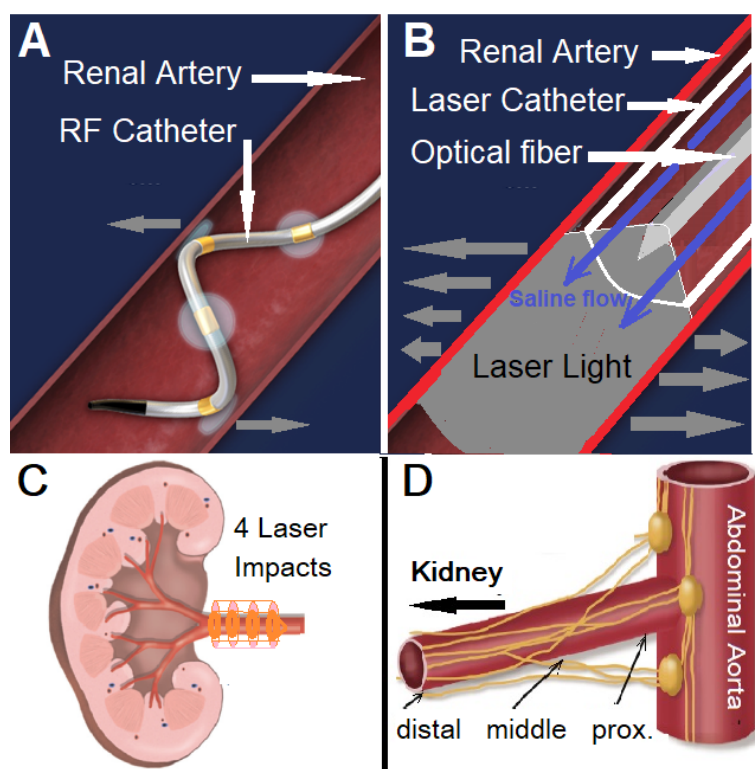 A
Renal Artery
RF Catheter
B
Renal Artery
Laser Catheter
Optical fiber
Saline flow
Laser Light
C
4 Laser
Impacts
D
Kidney
Abdominal Aorta
distal middle prox.